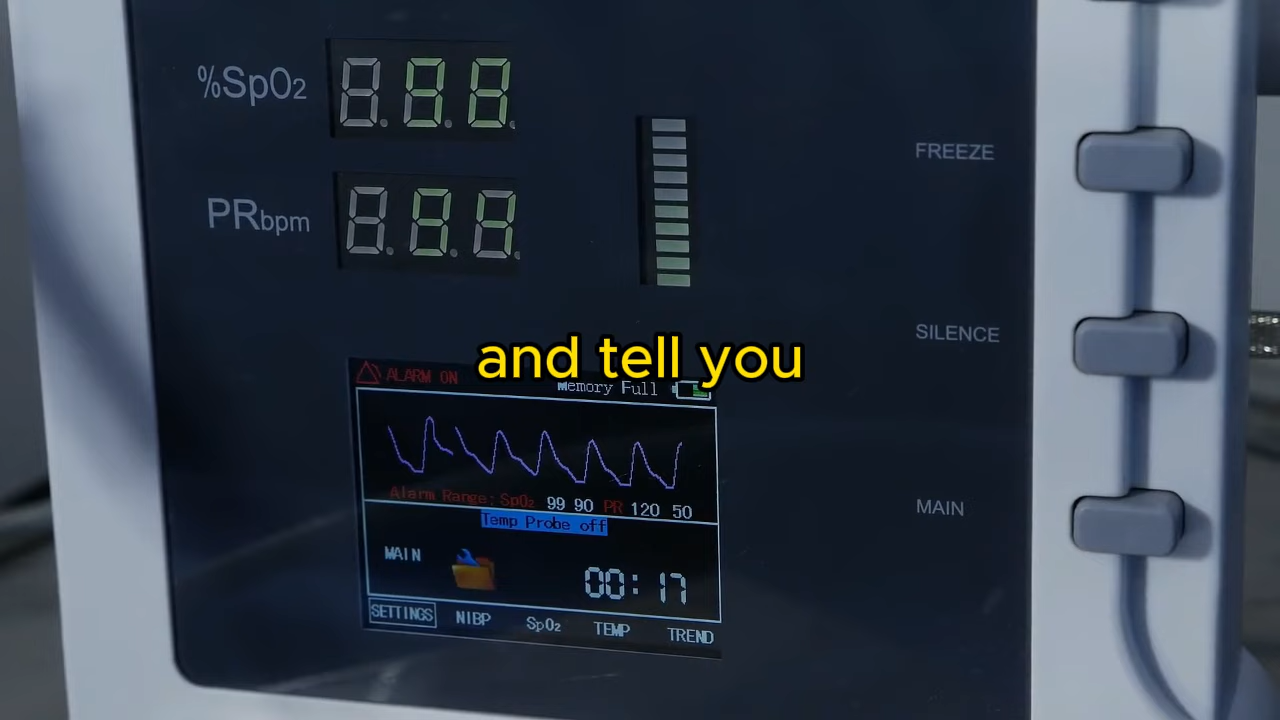 %SpO2
PRbpm
FREEZE
SILENCE
and tell you
ALARM ON
Memory Full
Alarm Range: SpO2 99 90 PR 120 50
Temp Probe off
MAIN
00:17
SETTINGS NIBP SpO2 TEMP TREND
MAIN